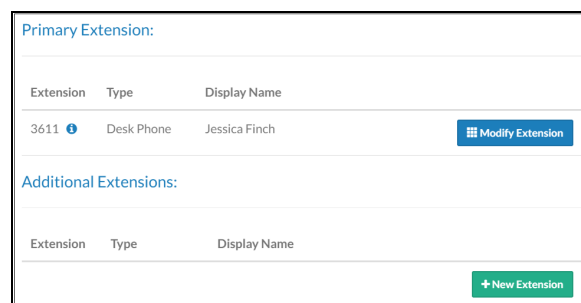 Primary Extension:
Extension Type Display Name
3611 Desk Phone Jessica Finch Modify Extension
Additional Extensions:
Extension Type Display Name
+ New Extension